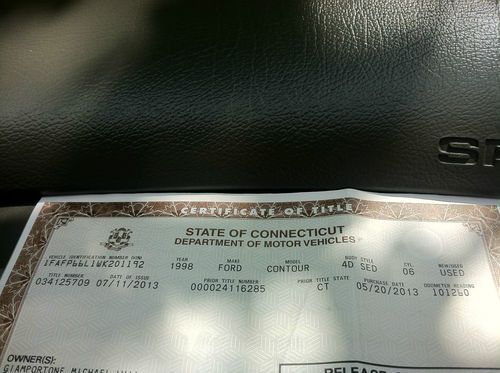 SP
CERTIFICATE OF TITLE
STATE OF CONNECTICUT
DEPARTMENT OF MOTOR VEHICLES
VEHICLE IDENTIFICATION NUMBER (VIN) YEAR MAKE MODEL BODY STYLE CYL NEW/USED
1FAFP66L1WK201192 1998 FORD CONTOUR 4D SED 06 USED
TITLE NUMBER DATE OF ISSUE PRIOR TITLE NUMBER PRIOR TITLE STATE PURCHASE DATE ODOMETER READING
034125709 07/11/2013 000024116285 CT 05/20/2013 101260
OWNER(S):
GIAMPORTONE MICHAEL
RELEASE